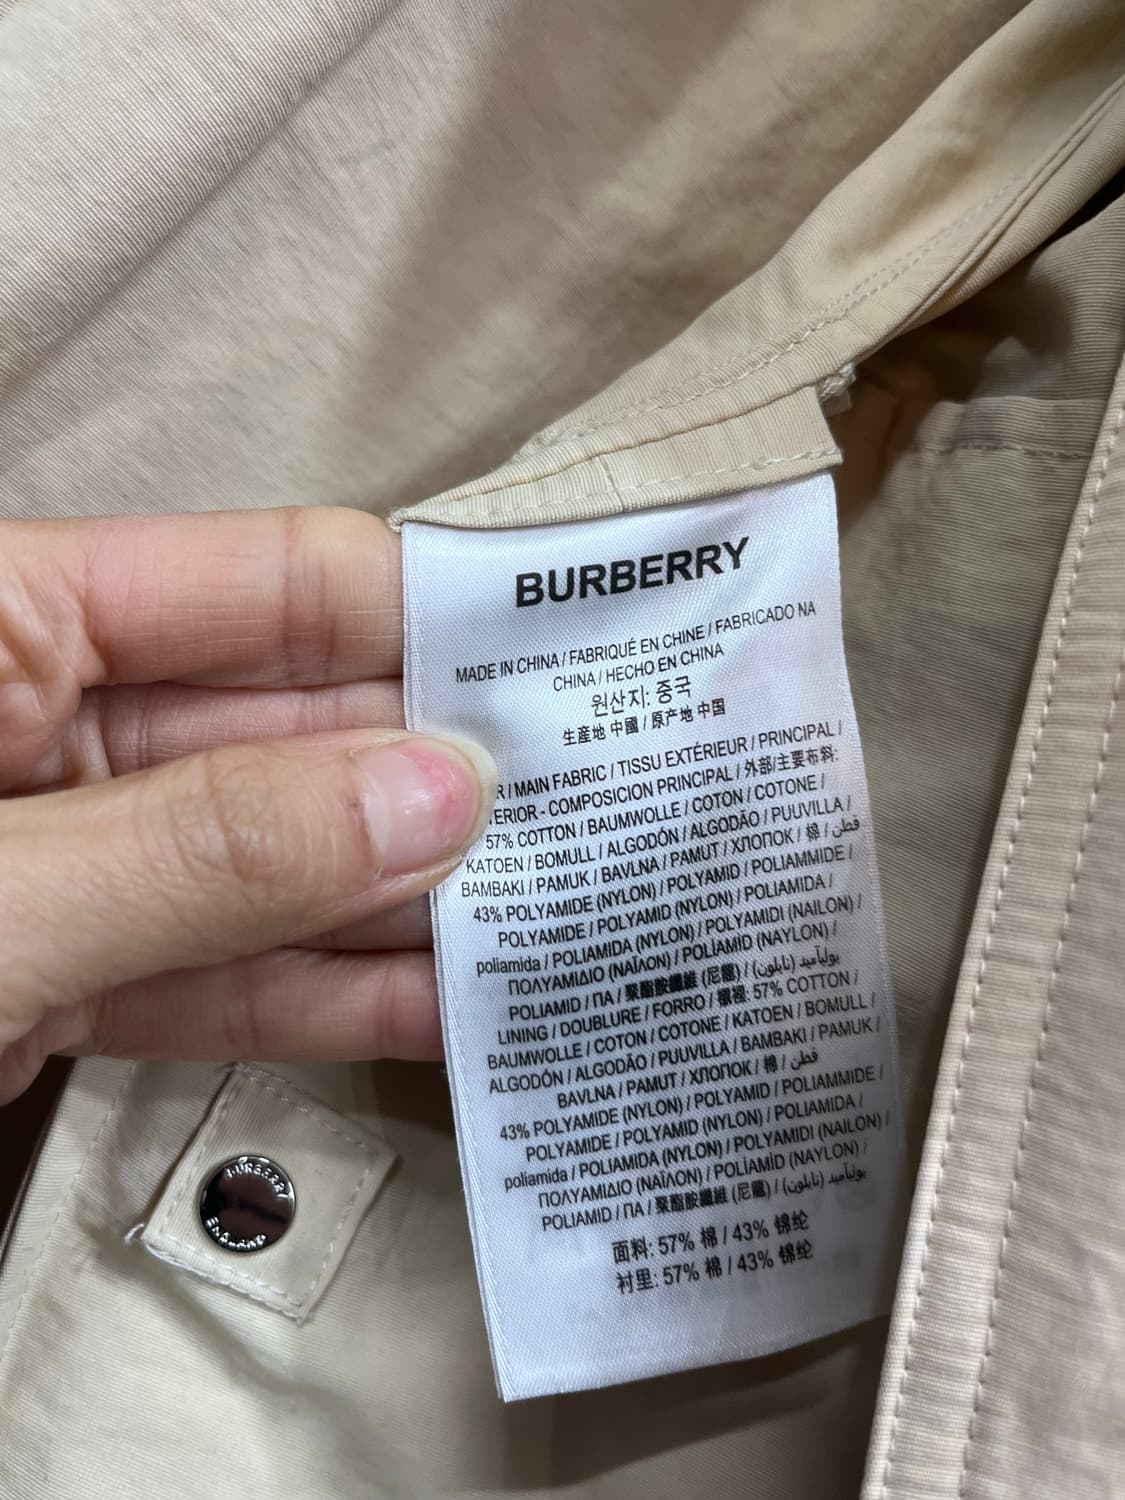 BURBERRY
MADE IN CHINA / FABRIQUÉ EN CHINE / FABRICADO NA
CHINA / HECHO EN CHINA
원산지: 중국
生産地 中國 / 原产地 中国
R / MAIN FABRIC / TISSU EXTÉRIEUR / PRINCIPAL /
TERIOR - COMPOSICION PRINCIPAL / 外部/主要布料:
57% COTTON / BAUMWOLLE / COTON / COTONE /
KATOEN / BOMULL / ALGODÓN / ALGODÃO / PUUVILLA /
BAMBAKI / PAMUK / BAVLNA / PAMUT / ХЛОПОК / 棉 / قطن
43% POLYAMIDE (NYLON) / POLYAMID / POLIAMMIDE /
POLYAMIDE / POLYAMID (NYLON) / POLIAMIDA /
poliamida / POLIAMIDA (NYLON) / POLYAMIDI (NAILON) /
ΠΟΛΥΑΜΙΔΙΟ (ΝΑΪΛΟΝ) / POLİAMİD (NAYLON) /
POLIAMID / ПА / 聚酯胺纖維 (尼龍) / بولياميد (نايلون) /
LINING / DOUBLURE / FORRO / 襯裡: 57% COTTON /
BAUMWOLLE / COTON / COTONE / KATOEN / BOMULL /
ALGODÓN / ALGODÃO / PUUVILLA / BAMBAKI / PAMUK /
BAVLNA / PAMUT / ХЛОПОК / 棉 / قطن
43% POLYAMIDE (NYLON) / POLYAMID / POLIAMMIDE /
POLYAMIDE / POLYAMID (NYLON) / POLIAMIDA /
poliamida / POLIAMIDA (NYLON) / POLYAMIDI (NAILON) /
ΠΟΛΥΑΜΙΔΙΟ (ΝΑΪΛΟΝ) / POLİAMİD (NAYLON) /
POLIAMID / ПА / 聚酯胺纖維 (尼龍) / بولياميد (نايلون) /
面料: 57% 棉 / 43% 锦纶
衬里: 57% 棉 / 43% 锦纶
BURBERRY
ENGLAND